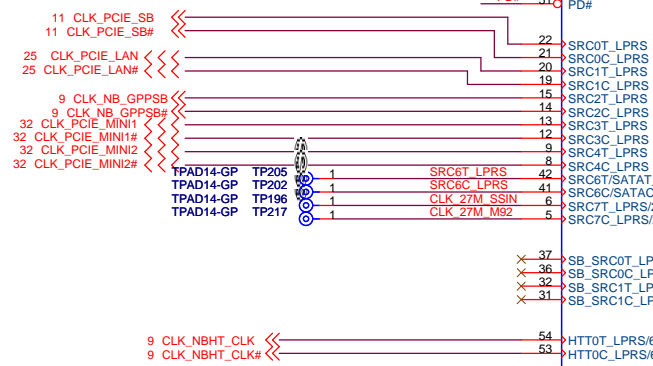 31 PD#
11 CLK_PCIE_SB
11 CLK_PCIE_SB#
22 SRC0T_LPRS
21 SRC0C_LPRS
25 CLK_PCIE_LAN 20 SRC1T_LPRS
25 CLK_PCIE_LAN# 19 SRC1C_LPRS
9 CLK_NB_GPPSB 15 SRC2T_LPRS
9 CLK_NB_GPPSB# 14 SRC2C_LPRS
32 CLK_PCIE_MINI1 13 SRC3T_LPRS
32 CLK_PCIE_MINI1# 12 SRC3C_LPRS
32 CLK_PCIE_MINI2 9 SRC4T_LPRS
32 CLK_PCIE_MINI2# 8 SRC4C_LPRS
TPAD14-GP TP205 1 SRC6T_LPRS 42 SRC6T/SATAT_
TPAD14-GP TP202 1 SRC6C_LPRS 41 SRC6C/SATAC
TPAD14-GP TP196 1 CLK_27M_SSIN 6 SRC7T_LPRS/
TPAD14-GP TP217 1 CLK_27M_M92 5 SRC7C_LPRS/
37 SB_SRC0T_LP
36 SB_SRC0C_LP
32 SB_SRC1T_LP
31 SB_SRC1C_LP
9 CLK_NBHT_CLK 54 HTT0T_LPRS/6
9 CLK_NBHT_CLK# 53 HTT0C_LPRS/6